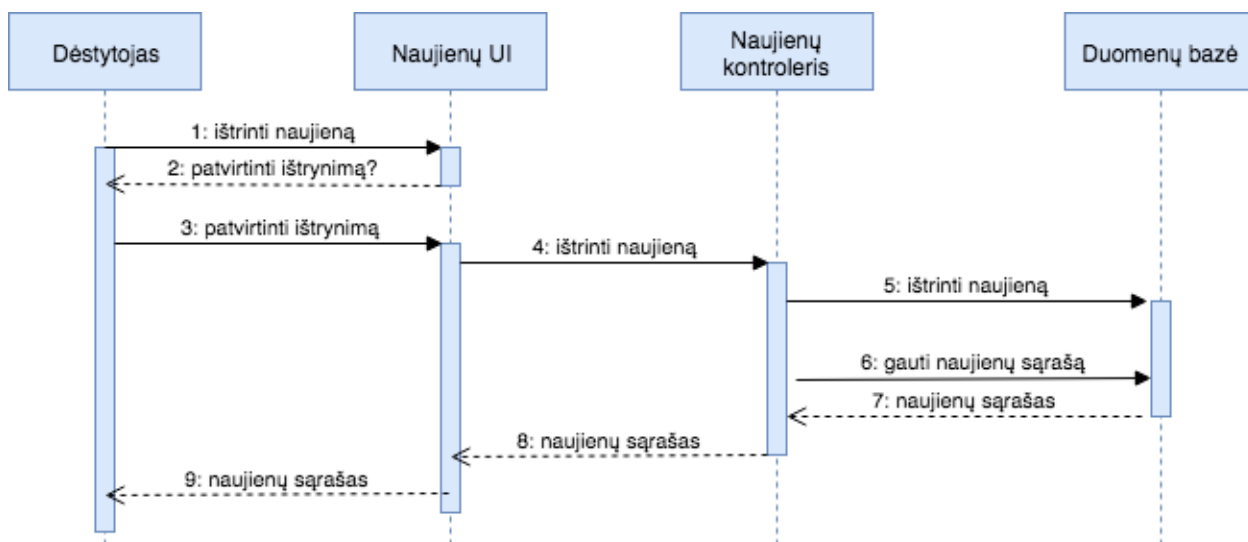 Dėstytojas
Naujienų UI
Naujienų
kontroleris
Duomenų bazė
1: ištrinti naujieną
2: patvirtinti ištrynimą?
3: patvirtinti ištrynimą
4: ištrinti naujieną
5: ištrinti naujieną
6: gauti naujienų sąrašą
7: naujienų sąrašas
8: naujienų sąrašas
9: naujienų sąrašas